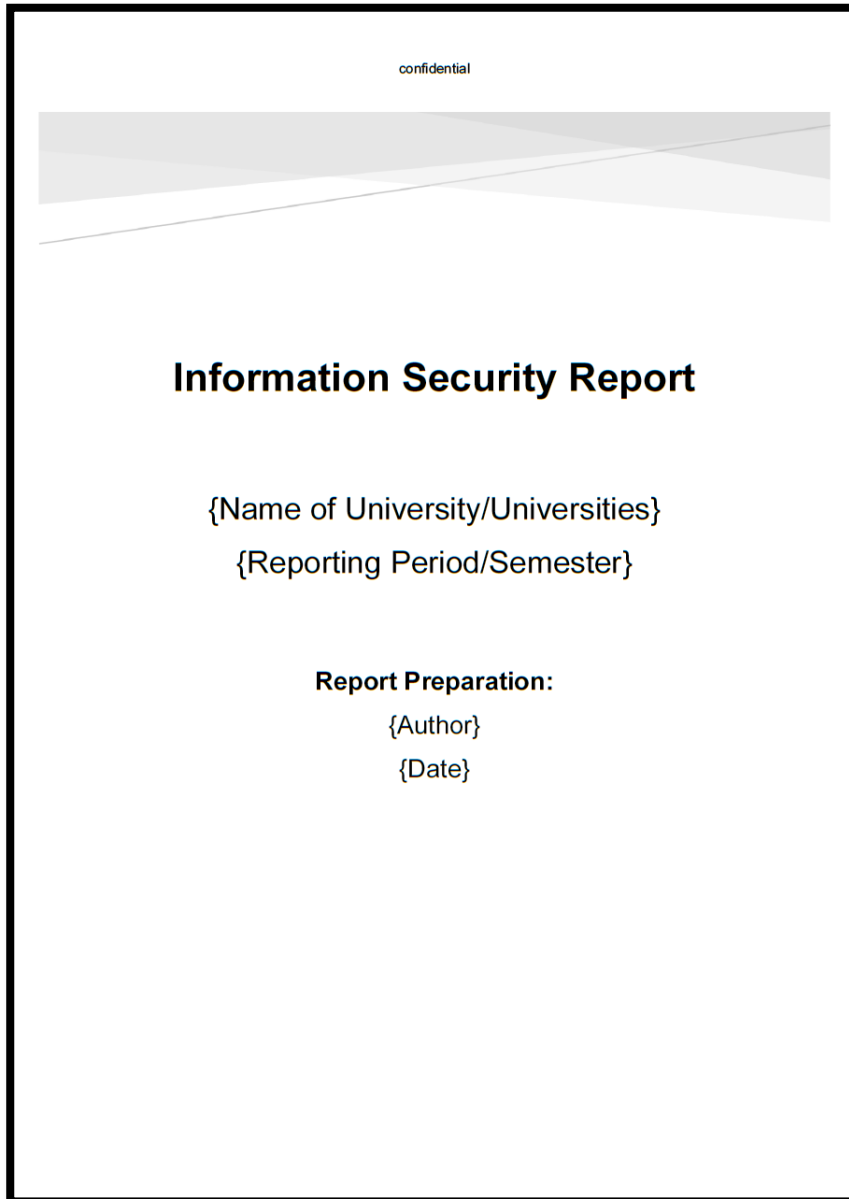 confidential
Information Security Report
{Name of University/Universities}
{Reporting Period/Semester}
Report Preparation:
{Author}
{Date}